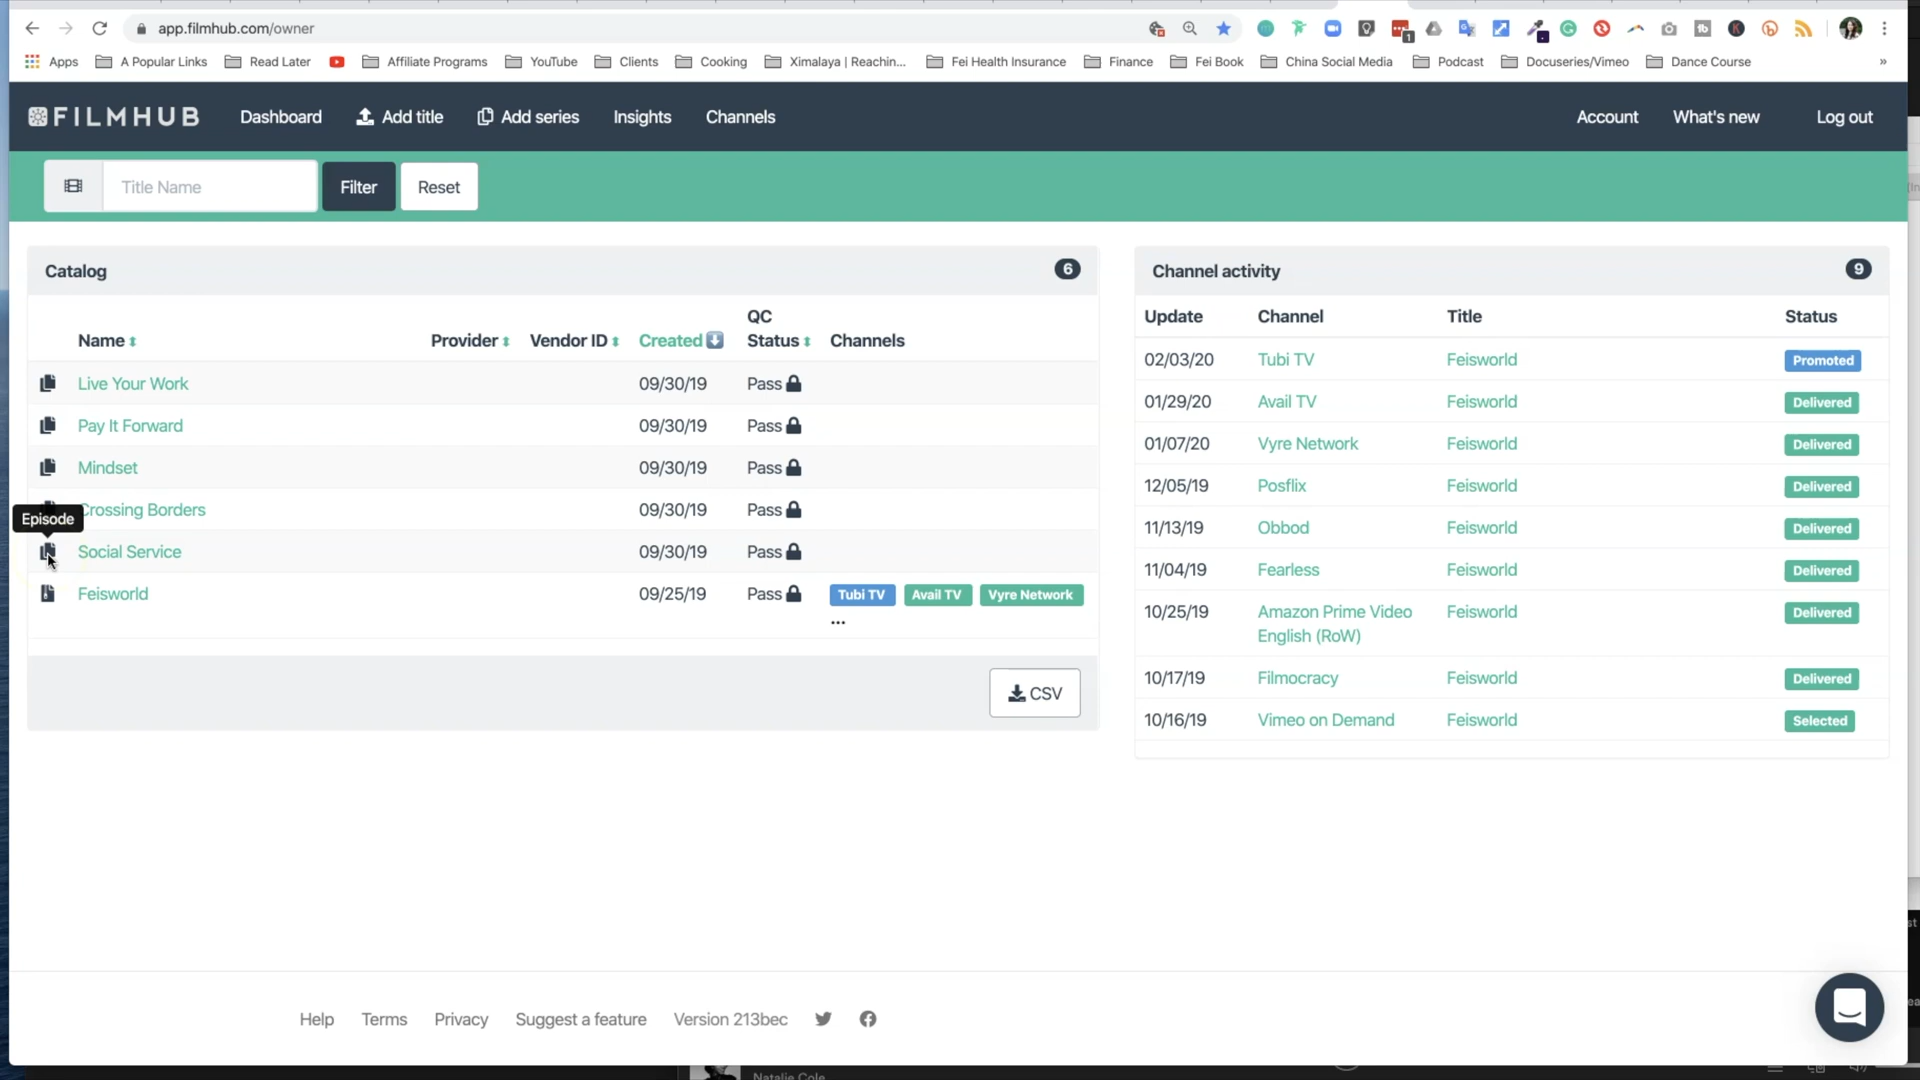 app.filmhub.com/owner
1
Apps A Popular Links Read Later Affiliate Programs YouTube Clients Cooking Ximalaya | Reachin... Fei Health Insurance Finance Fei Book China Social Media Podcast Docuseries/Vimeo Dance Course »
FILMHUB Dashboard Add title Add series Insights Channels Account What's new Log out
Title Name Filter Reset
Catalog 6
Name Provider Vendor ID Created QC Status Channels
Live Your Work 09/30/19 Pass
Pay It Forward 09/30/19 Pass
Mindset 09/30/19 Pass
Crossing Borders 09/30/19 Pass
Episode
Social Service 09/30/19 Pass
Feisworld 09/25/19 Pass Tubi TV Avail TV Vyre Network
...
CSV
Channel activity 9
Update Channel Title Status
02/03/20 Tubi TV Feisworld Promoted
01/29/20 Avail TV Feisworld Delivered
01/07/20 Vyre Network Feisworld Delivered
12/05/19 Posflix Feisworld Delivered
11/13/19 Obbod Feisworld Delivered
11/04/19 Fearless Feisworld Delivered
10/25/19 Amazon Prime Video Feisworld Delivered
English (RoW)
10/17/19 Filmocracy Feisworld Delivered
10/16/19 Vimeo on Demand Feisworld Selected
Help Terms Privacy Suggest a feature Version 213bec
Natalie Cole